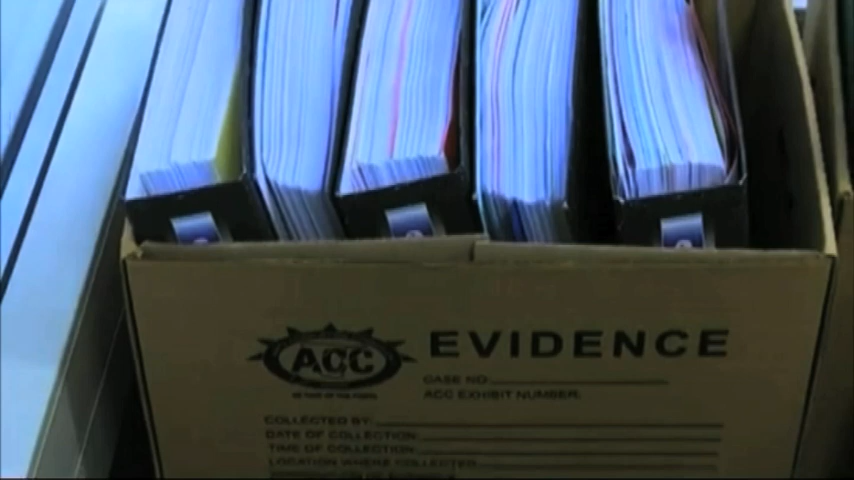 ACC
EVIDENCE
CASE NO
ACC EXHIBIT NUMBER:
COLLECTED BY:
DATE OF COLLECTION:
TIME OF COLLECTION:
LOCATION WHERE COLLECTED